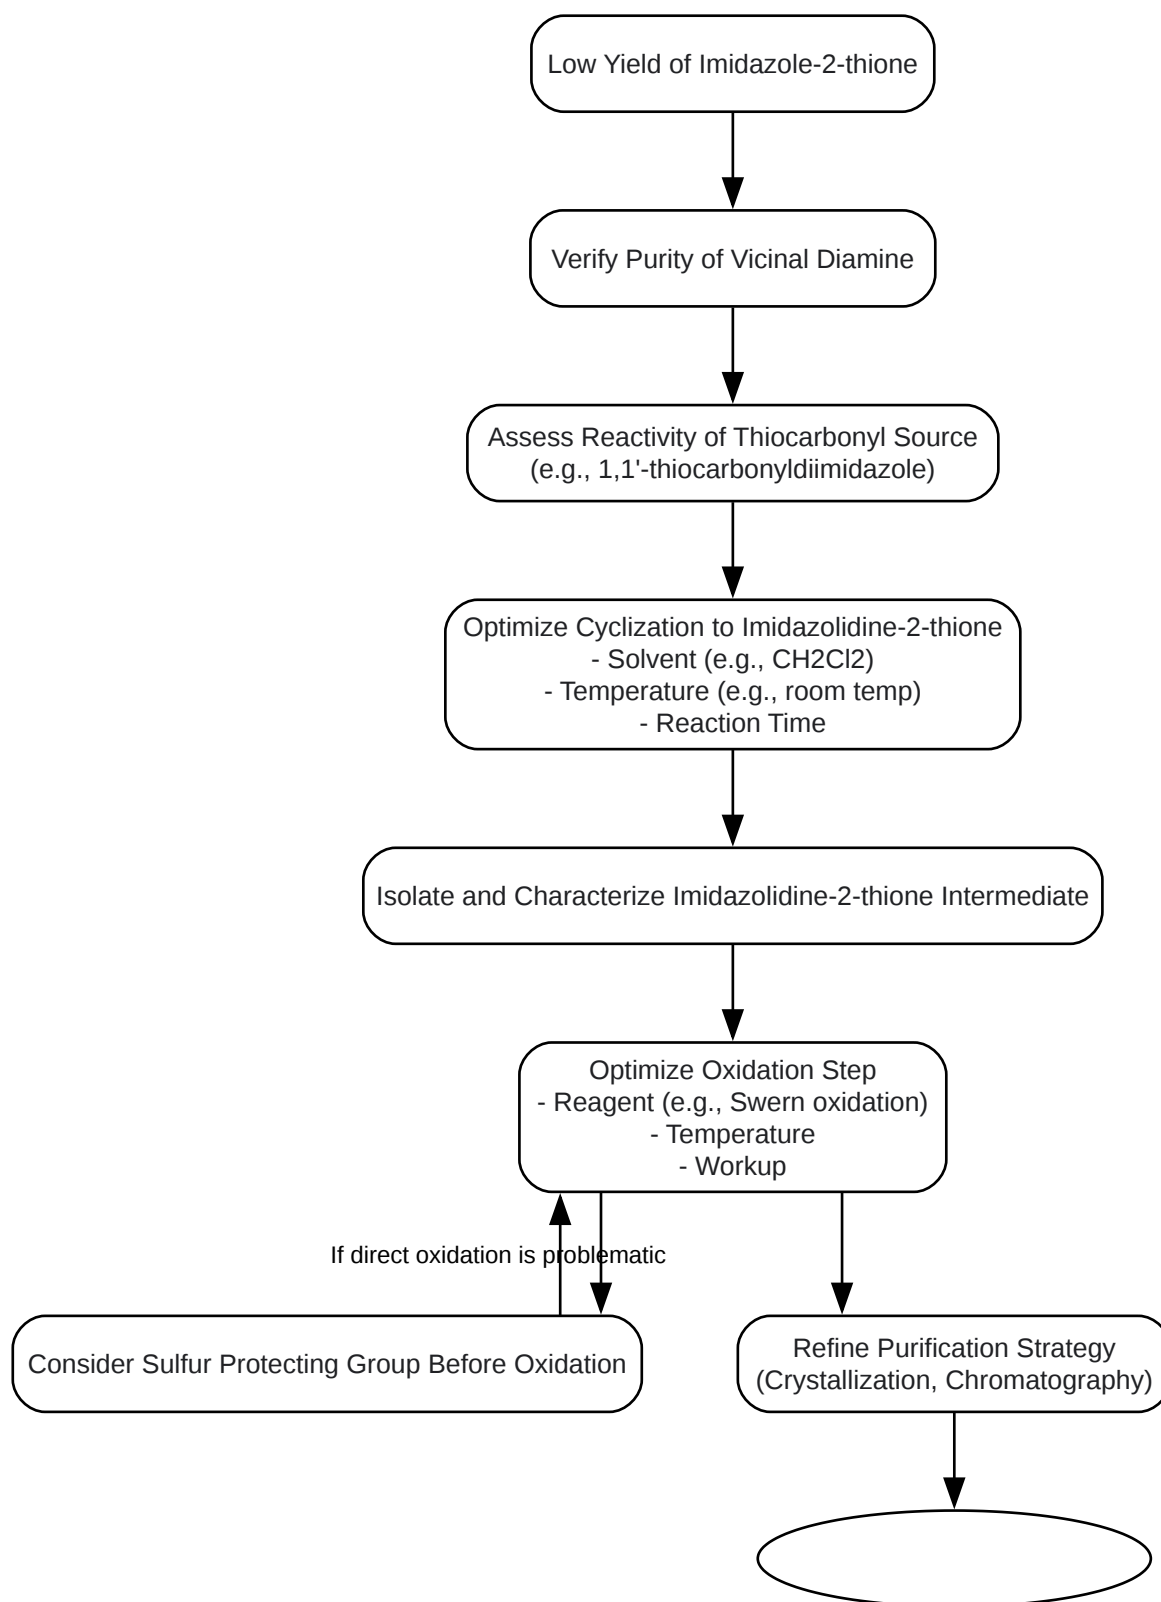 Low Yield of Imidazole-2-thione
Verify Purity of Vicinal Diamine
Assess Reactivity of Thiocarbonyl Source
(e.g., 1,1'-thiocarbonyldiimidazole)
Optimize Cyclization to Imidazolidine-2-thione
- Solvent (e.g., CH2Cl2)
- Temperature (e.g., room temp)
- Reaction Time
Isolate and Characterize Imidazolidine-2-thione Intermediate
Optimize Oxidation Step
- Reagent (e.g., Swern oxidation)
- Temperature
- Workup
If direct oxidation is problematic
Consider Sulfur Protecting Group Before Oxidation
Refine Purification Strategy
(Crystallization, Chromatography)